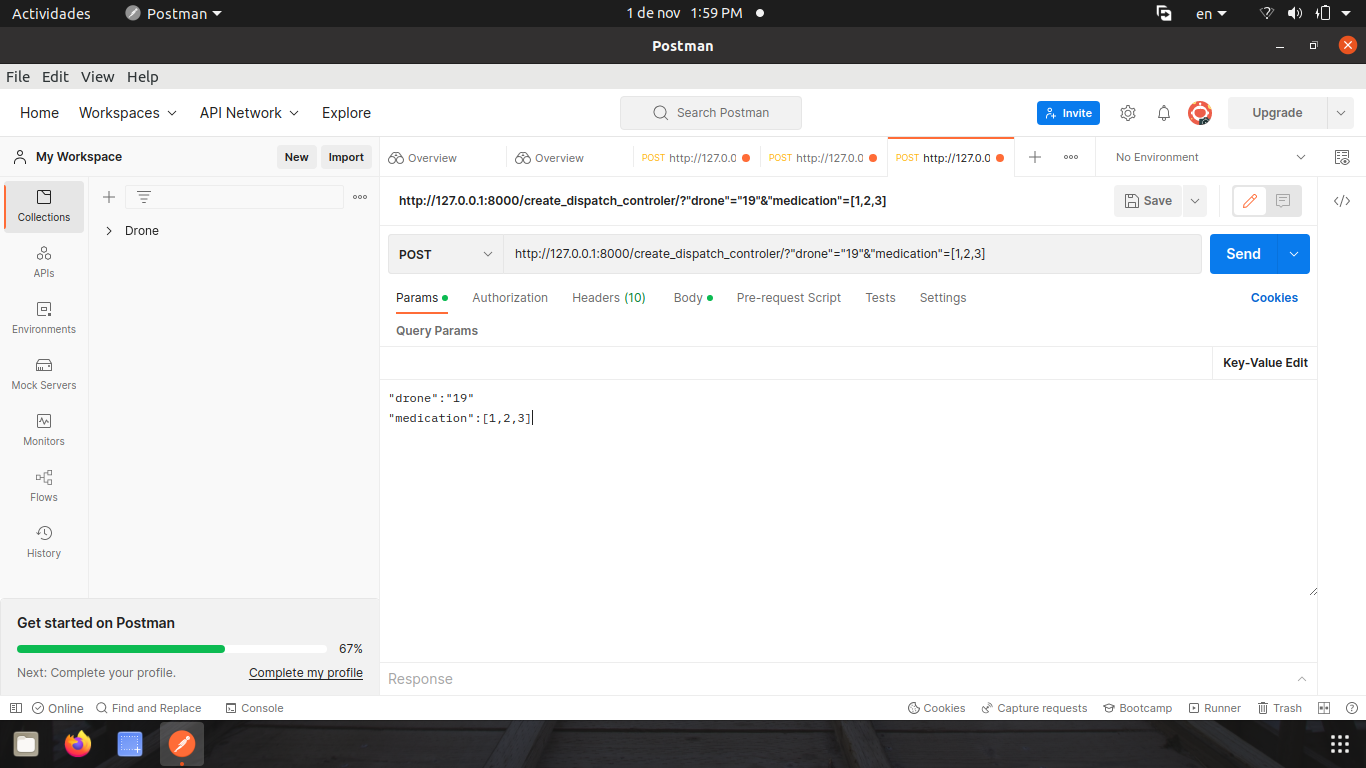 Actividades Postman 1 de nov 1:59 PM en
Postman
File Edit View Help
Home Workspaces API Network Explore Search Postman Invite Upgrade
My Workspace New Import Overview Overview POST http://127.0.0 POST http://127.0.0 POST http://127.0.0 No Environment
http://127.0.0.1:8000/create_dispatch_controler/?"drone"="19"&"medication"=[1,2,3] Save
Collections
Drone
POST http://127.0.0.1:8000/create_dispatch_controler/?"drone"="19"&"medication"=[1,2,3] Send
APIs
Params Authorization Headers (10) Body Pre-request Script Tests Settings Cookies
Environments
Query Params
Key-Value Edit
Mock Servers
"drone":"19"
"medication":[1,2,3]
Monitors
Flows
History
Get started on Postman
67%
Next: Complete your profile. Complete my profile
Response
Online Find and Replace Console Cookies Capture requests Bootcamp Runner Trash